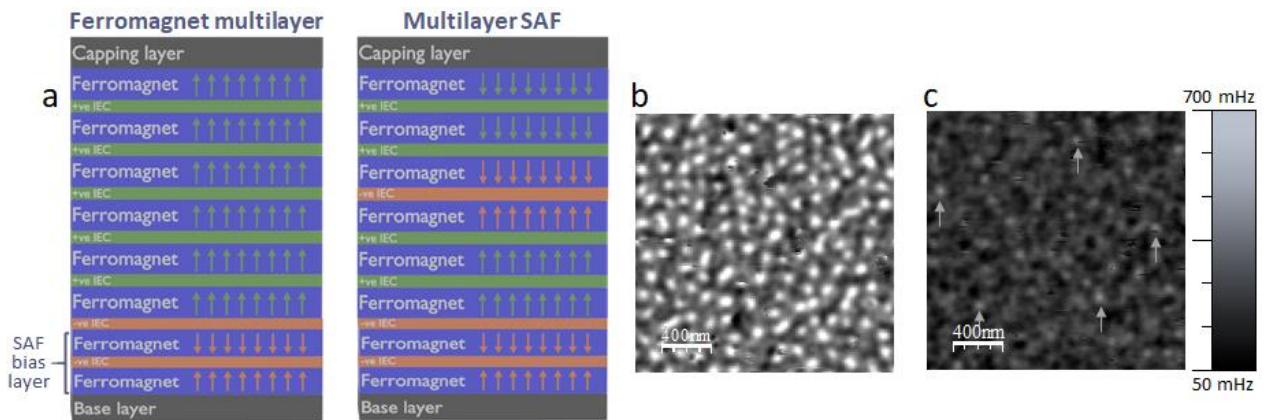 Ferromagnet multilayer
a
Capping layer
Ferromagnet
+ve IEC
Ferromagnet
+ve IEC
Ferromagnet
+ve IEC
Ferromagnet
+ve IEC
Ferromagnet
+ve IEC
Ferromagnet
-ve IEC
Ferromagnet
-ve IEC
Ferromagnet
Base layer
SAF
bias
layer
Multilayer SAF
Capping layer
Ferromagnet
+ve IEC
Ferromagnet
+ve IEC
Ferromagnet
-ve IEC
Ferromagnet
+ve IEC
Ferromagnet
+ve IEC
Ferromagnet
-ve IEC
Ferromagnet
-ve IEC
Ferromagnet
Base layer
b
400nm
c
400nm
700 mHz
50 mHz